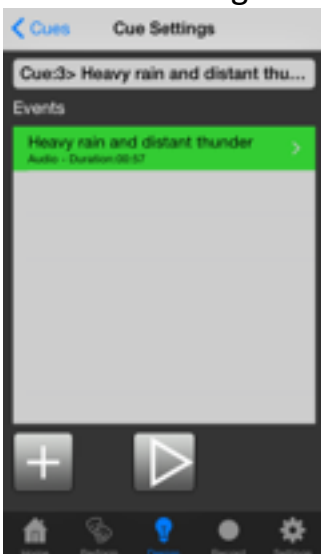 Cues
Cue Settings
Cue:3> Heavy rain and distant thu...
Events
Heavy rain and distant thunder
Audio - Duration:00:57